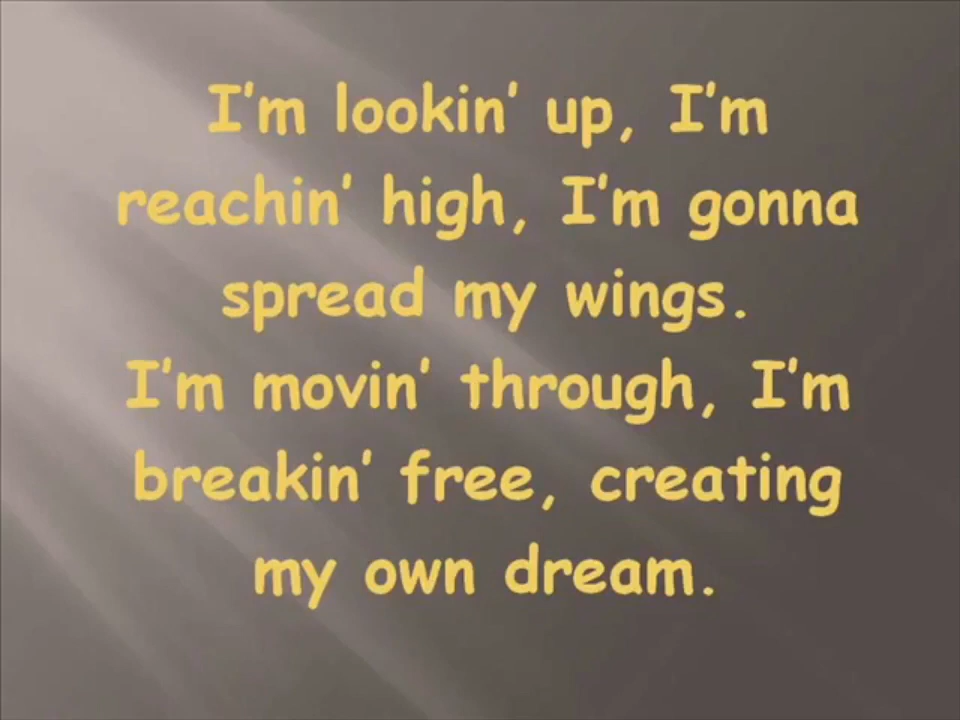 I'm lookin' up, I'm
reachin' high, I'm gonna
spread my wings.
I'm movin' through, I'm
breakin' free, creating
my own dream.